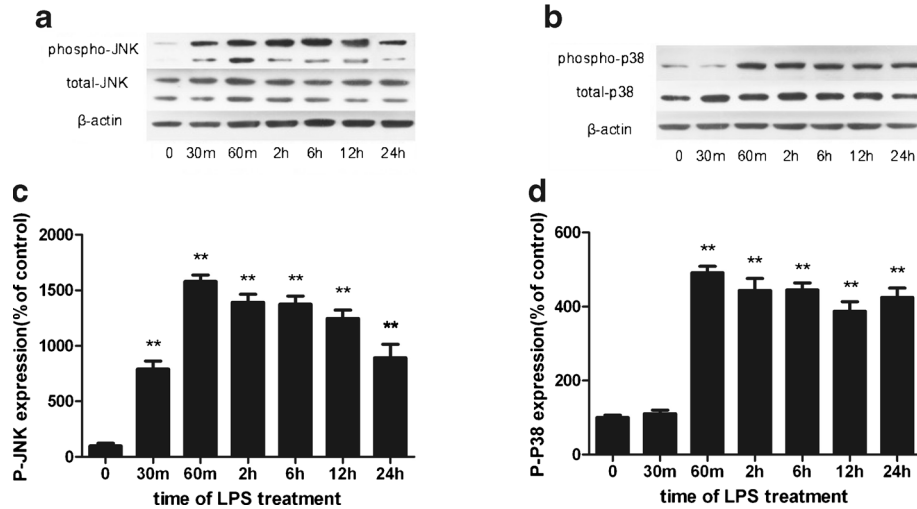 a
phospho-JNK
total-JNK
β-actin
0 30m 60m 2h 6h 12h 24h
b
phospho-p38
total-p38
β-actin
0 30m 60m 2h 6h 12h 24h
c
P-JNK expression(% of control)
2000
1500
1000
500
0
** ** ** ** ** **
0 30m 60m 2h 6h 12h 24h
time of LPS treatment
d
P-P38 expression(% of control)
600
400
200
0
** ** ** ** **
0 30m 60m 2h 6h 12h 24h
time of LPS treatment